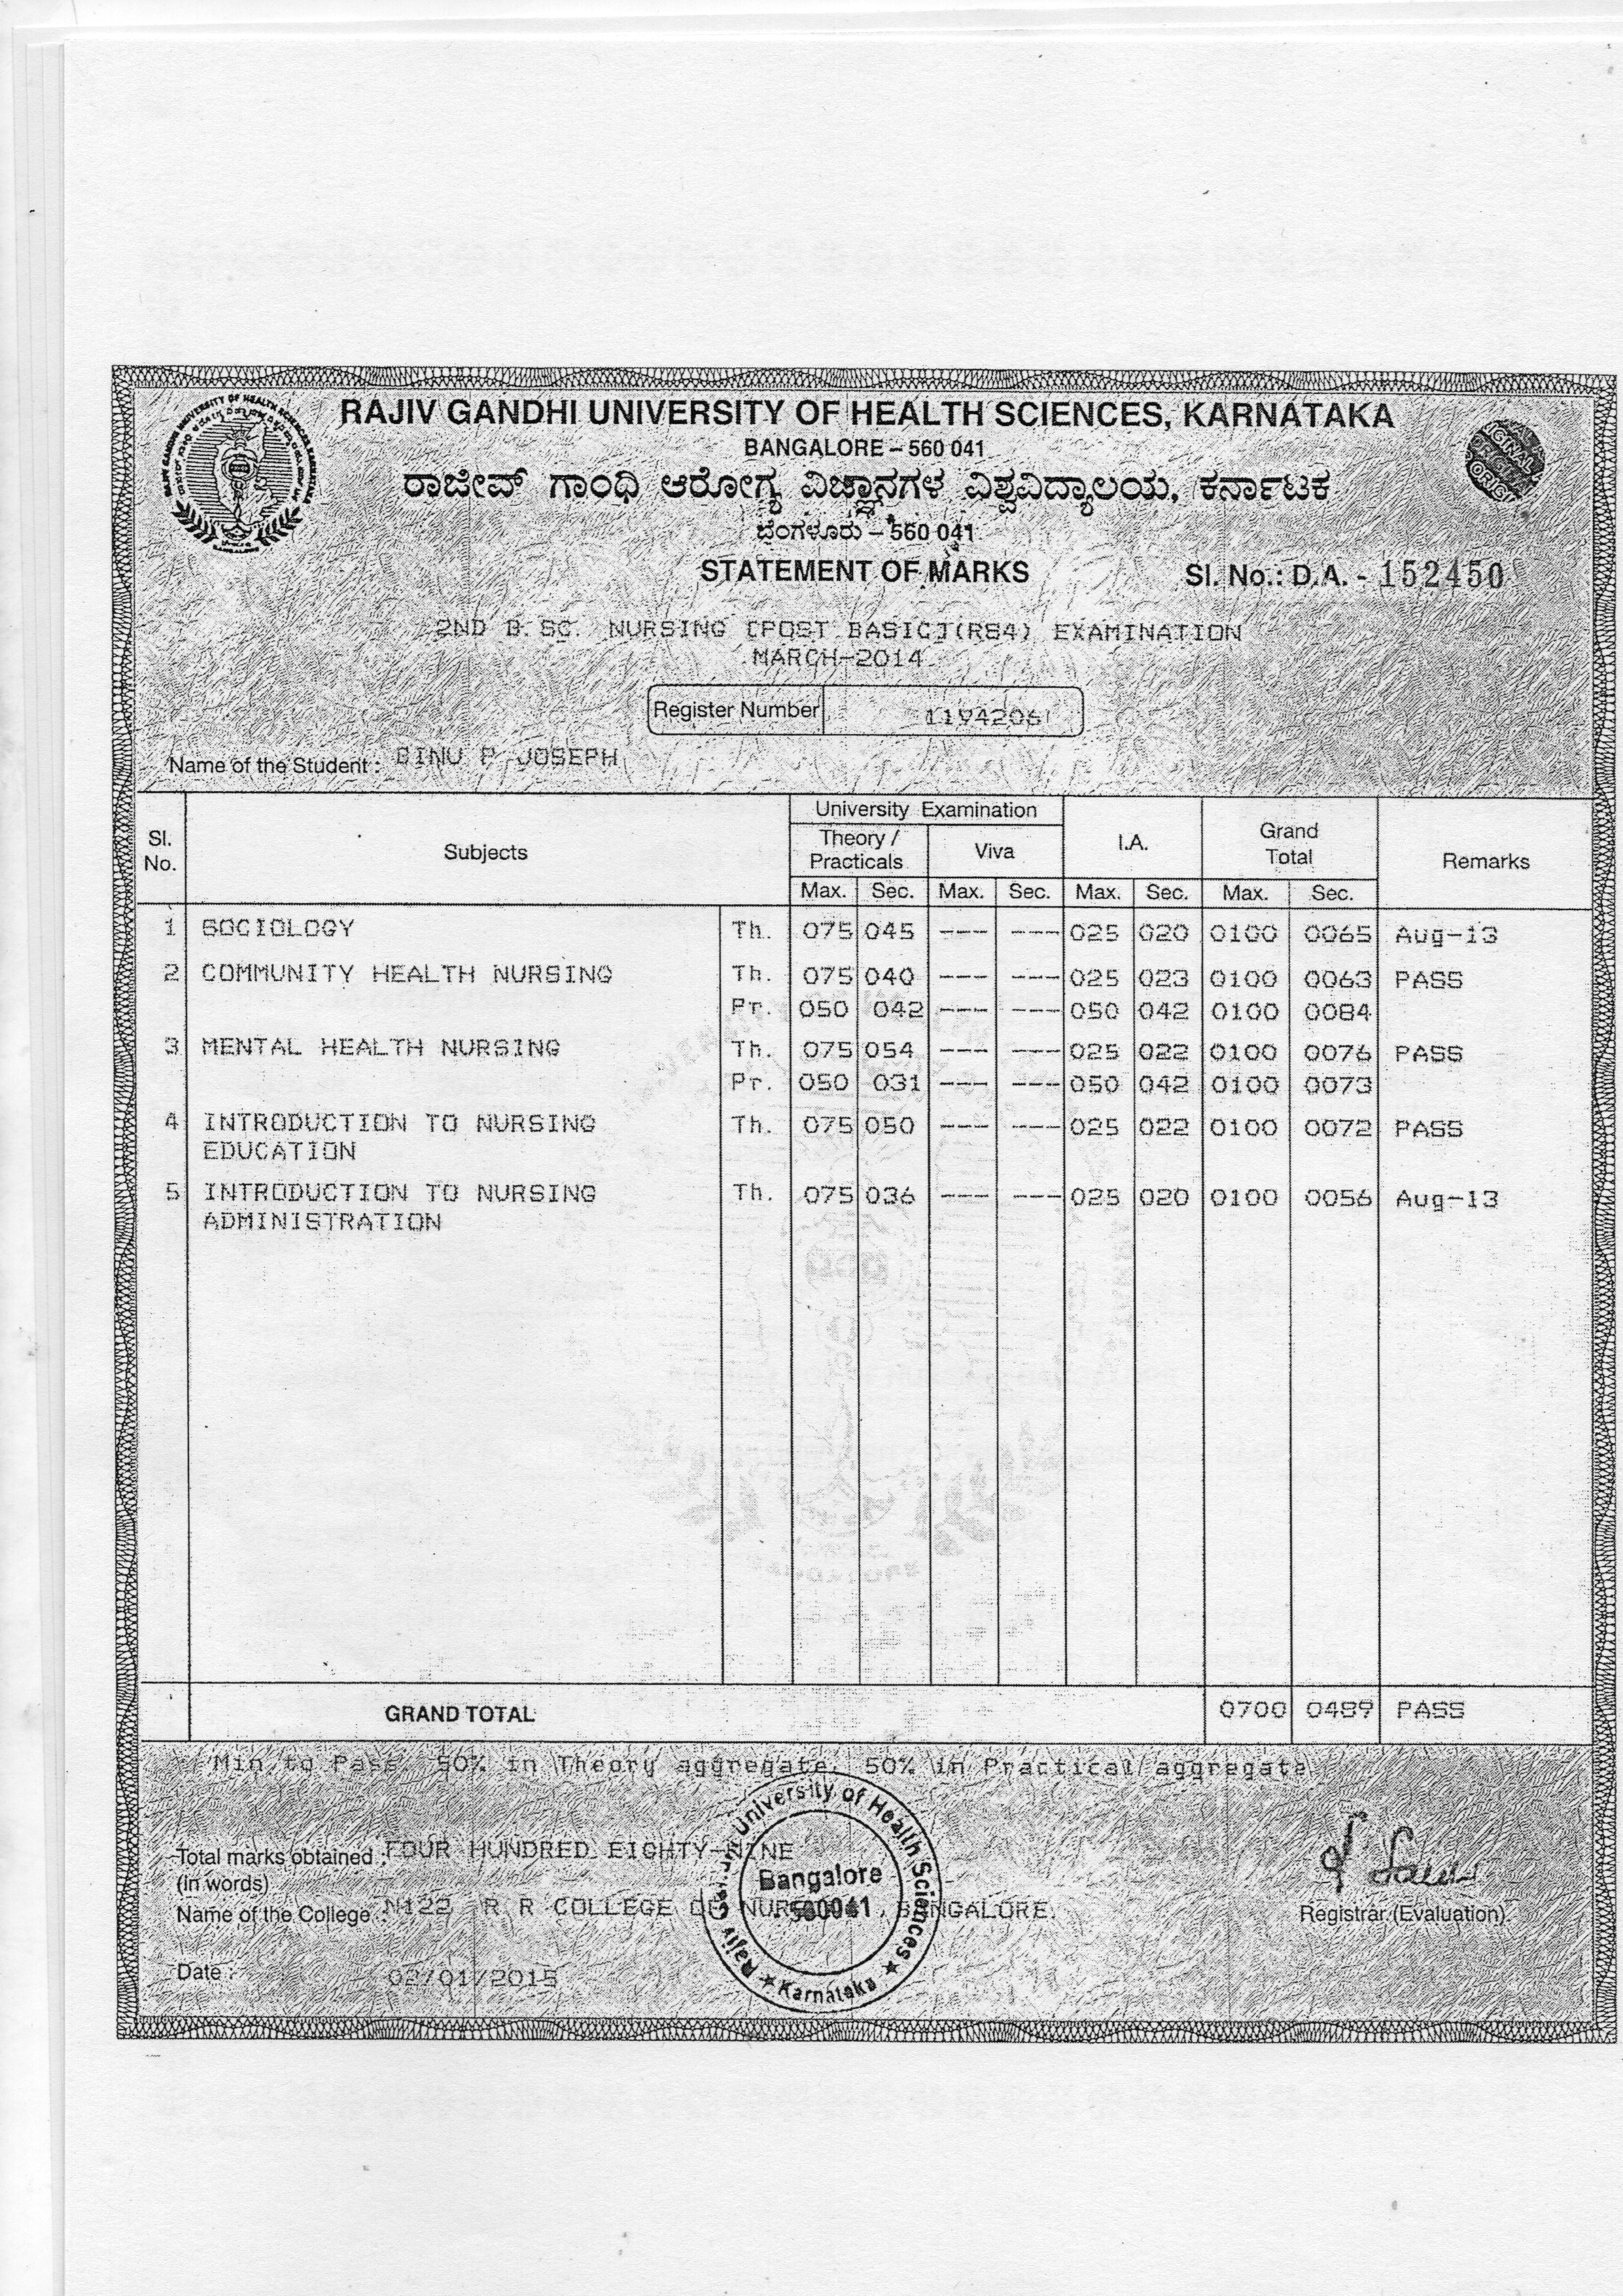 RAJIV GANDHI UNIVERSITY OF HEALTH SCIENCES, KARNATAKA
BANGALORE – 560 041
ರಾಜೀವ್ ಗಾಂಧಿ ಆರೋಗ್ಯ ವಿಜ್ಞಾನಗಳ ವಿಶ್ವವಿದ್ಯಾಲಯ, ಕರ್ನಾಟಕ
ಬೆಂಗಳೂರು – 560 041
ORIGINAL
STATEMENT OF MARKS Sl. No.: D.A. - 152450
2ND B.SC. NURSING [POST BASIC](RS4) EXAMINATION
MARCH-2014
Register Number 11942061
Name of the Student : BINU P JOSEPH
Sl. No. Subjects University Examination I.A. Grand Total Remarks
Theory / Practicals Viva
Max. Sec. Max. Sec. Max. Sec. Max. Sec.
1 SOCIOLOGY Th. 075 045 --- --- 025 020 0100 0065 Aug-13
2 COMMUNITY HEALTH NURSING Th. 075 040 --- --- 025 023 0100 0063 PASS
Pr. 050 042 --- --- 050 042 0100 0084
3 MENTAL HEALTH NURSING Th. 075 054 --- --- 025 022 0100 0076 PASS
Pr. 050 031 --- --- 050 042 0100 0073
4 INTRODUCTION TO NURSING Th. 075 050 --- --- 025 022 0100 0072 PASS
EDUCATION
5 INTRODUCTION TO NURSING Th. 075 036 --- --- 025 020 0100 0056 Aug-13
ADMINISTRATION
GRAND TOTAL 0700 0489 PASS
Min to Pass 50% in Theory aggregate, 50% in Practical aggregate
Total marks obtained : FOUR HUNDRED EIGHTY-NINE
(in words)
Name of the College : N122 R R COLLEGE OF NURSING, BANGALORE.
Registrar (Evaluation)
Date : 02/01/2015
University of Health Sciences
Bangalore
560041
Karnataka